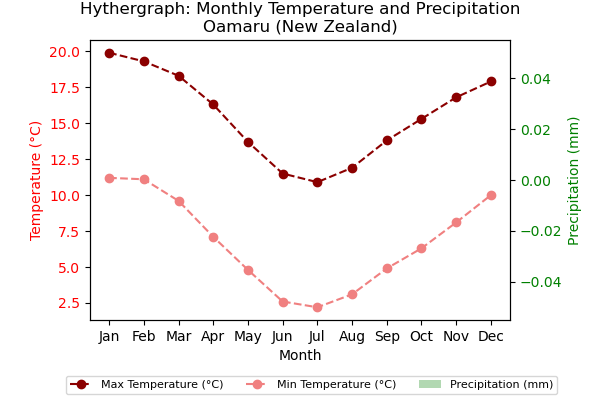 Hythergraph: Monthly Temperature and Precipitation
Oamaru (New Zealand)
Temperature (°C)
20.0
17.5
15.0
12.5
10.0
7.5
5.0
2.5
0.04
0.02
0.00
−0.02
−0.04
Precipitation (mm)
Jan Feb Mar Apr May Jun Jul Aug Sep Oct Nov Dec
Month
Max Temperature (°C) Min Temperature (°C) Precipitation (mm)